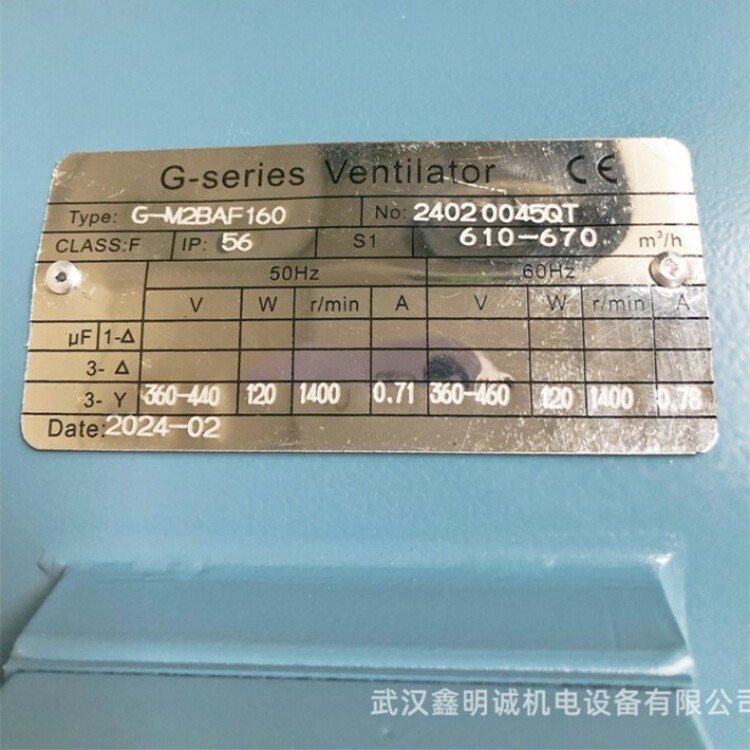 G-series Ventilator CE
Type: G-M2BAF160 No: 24020045QT
CLASS:F IP: 56 S1 610-670 m³/h
50Hz 60Hz
V W r/min A V W r/min A
μF 1-Δ
3- Δ
3- Y 360-440 120 1400 0.71 360-460 120 1400 0.78
Date: 2024-02
武汉鑫明诚机电设备有限公司